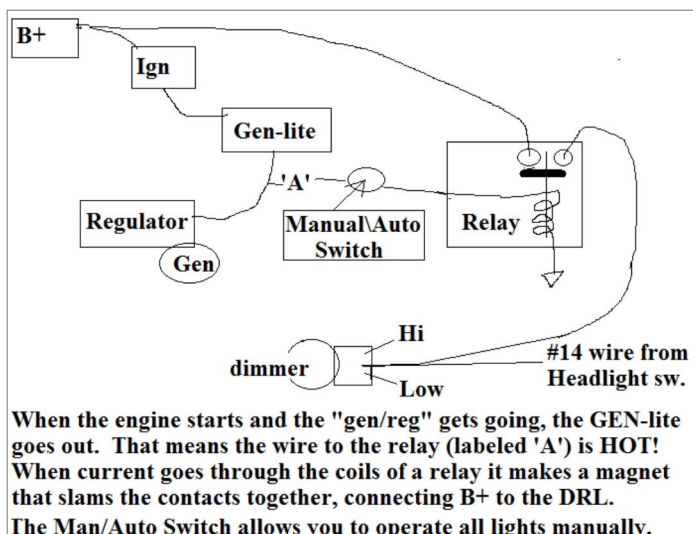 B+
Ign
Gen-lite
'A'
Regulator
Gen
Manual\Auto
Switch
Relay
Hi
dimmer
Low
#14 wire from
Headlight sw.
When the engine starts and the "gen/reg" gets going, the GEN-lite
goes out. That means the wire to the relay (labeled 'A') is HOT!
When current goes through the coils of a relay it makes a magnet
that slams the contacts together, connecting B+ to the DRL.
The Man/Auto Switch allows you to operate all lights manually.